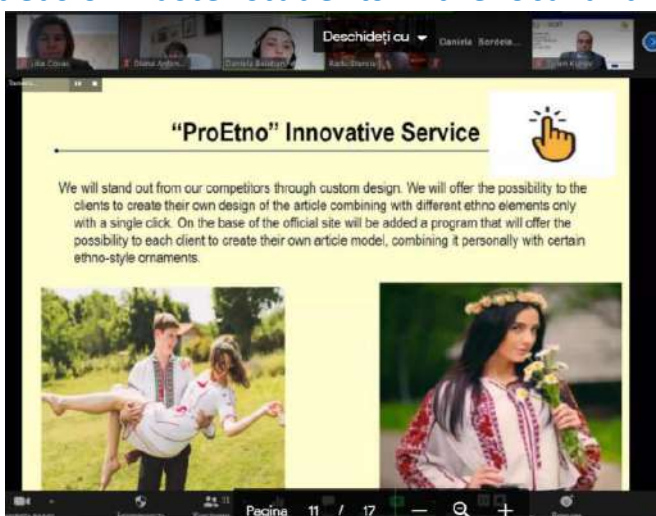 Deschideți cu
Daniela Bordela...
Diana Anton...
"ProEtno" Innovative Service
We will stand out from our competitors through custom design. We will offer the possibility to the
clients to create their own design of the article combining with different ethno elements only
with a single click. On the base of the official site will be added a program that will offer the
possibility to each client to create their own article model, combining it personally with certain
ethno-style ornaments.
Pagina 11 / 17